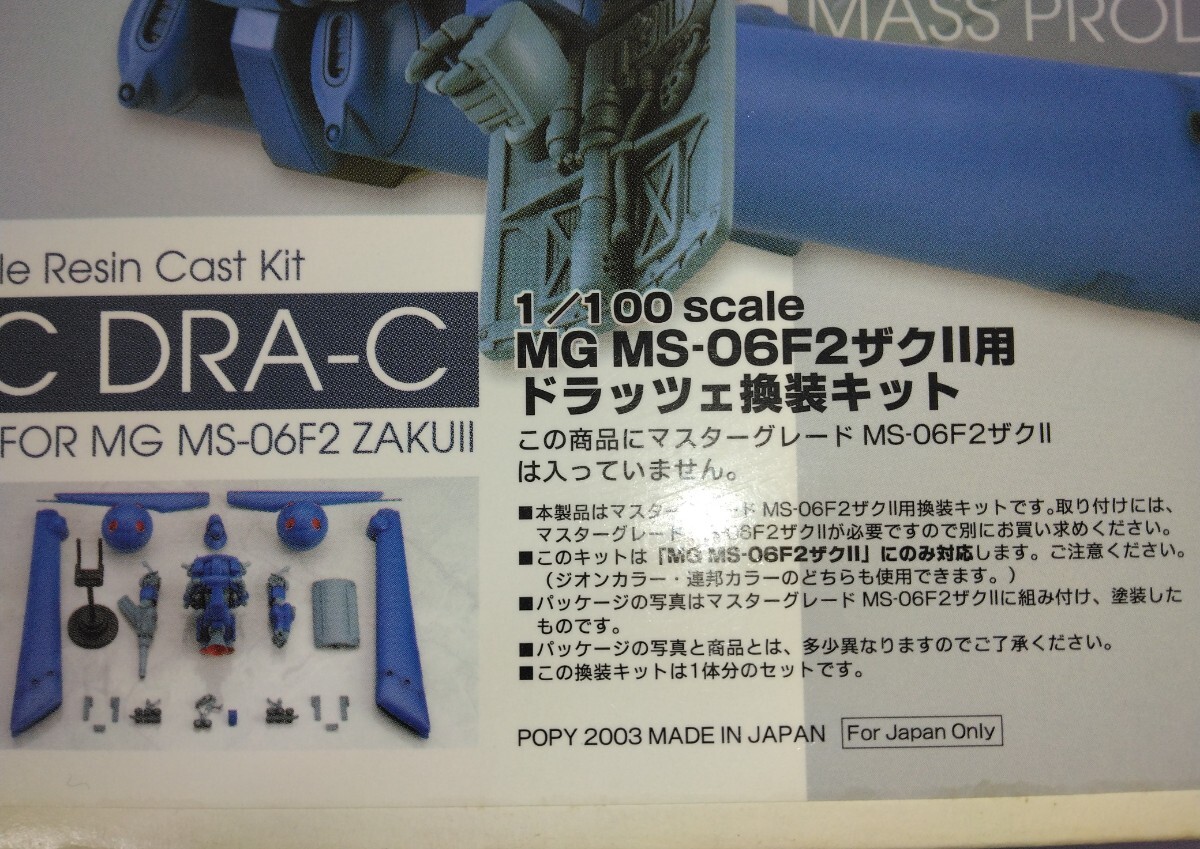 MASS PROD
le Resin Cast Kit
C DRA-C
FOR MG MS-06F2 ZAKUII
1/100 scale
MG MS-06F2ザクII用
ドラッツェ換装キット
この商品にマスターグレード MS-06F2ザクII
は入っていません。
■本製品はマスターグレード MS-06F2ザクII用換装キットです。取り付けには、
マスターグレード 06F2ザクIIが必要ですので別にお買い求めください。
■このキットは「MG MS-06F2ザクII」にのみ対応します。ご注意ください。
（ジオンカラー・連邦カラーのどちらも使用できます。）
■パッケージの写真はマスターグレード MS-06F2ザクIIに組み付け、塗装した
ものです。
■パッケージの写真と商品とは、多少異なりますのでご了承ください。
■この換装キットは1体分のセットです。
POPY 2003 MADE IN JAPAN For Japan Only